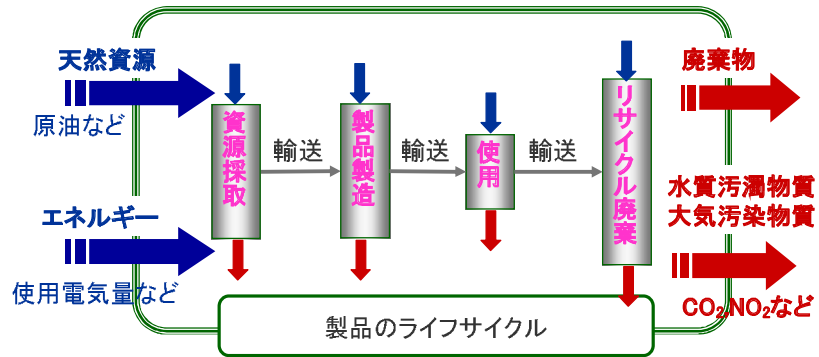 天然資源
原油など
エネルギー
使用電気量など
資源採取
輸送
製品製造
輸送
使用
輸送
リサイクル廃棄
廃棄物
水質汚濁物質
大気汚染物質
CO2,NO2など
製品のライフサイクル